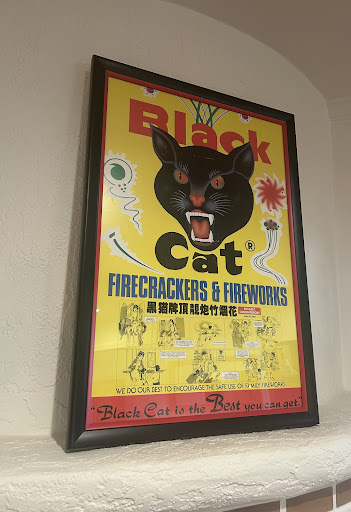 Black
Cat ®
FIRECRACKERS & FIREWORKS
黑猫牌頂龍炮竹烟花
WE DO OUR BEST TO ENCOURAGE THE SAFE USE OF FAMILY FIREWORKS
"Black Cat is the Best you can get."